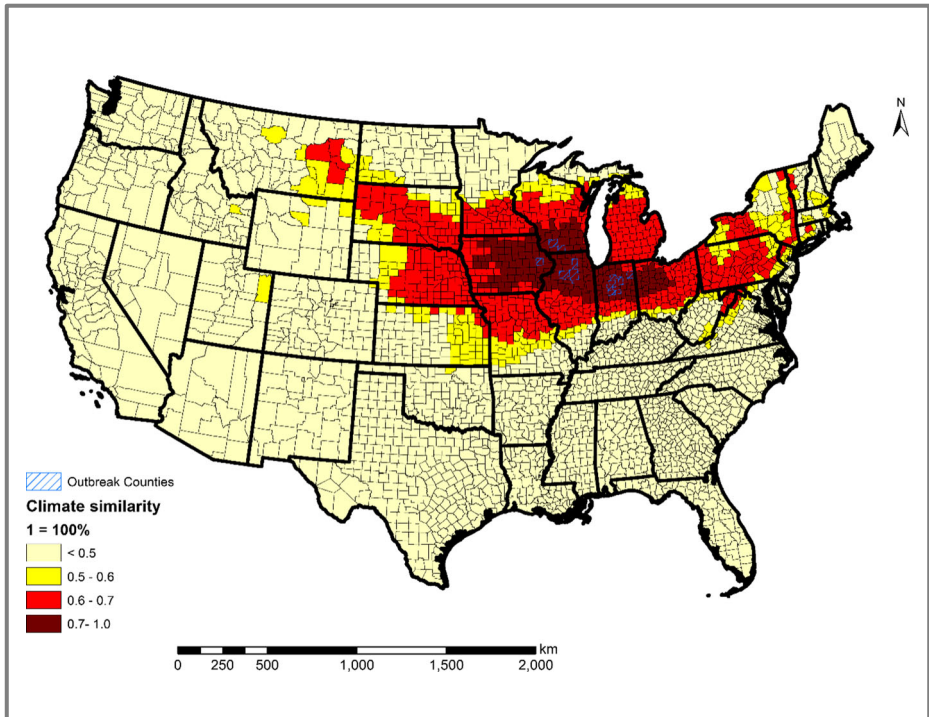 N
Outbreak Counties
Climate similarity
1 = 100%
< 0.5
0.5 - 0.6
0.6 - 0.7
0.7- 1.0
km
0 250 500 1,000 1,500 2,000